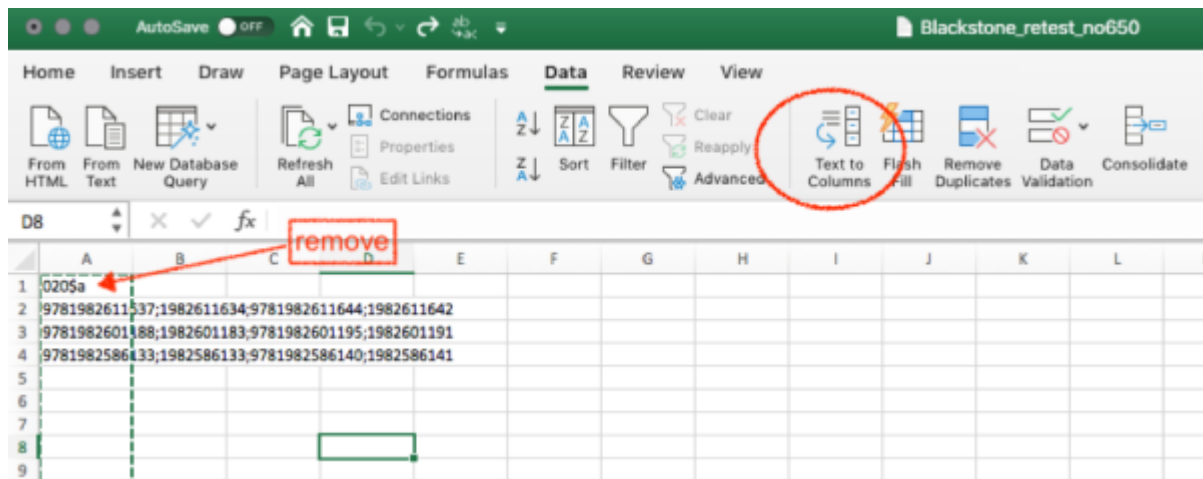 AutoSave OFF Blackstone_retest_no650
Home Insert Draw Page Layout Formulas Data Review View
Connections Clear
Properties Reapply
Edit Links Advanced
From HTML From Text New Database Query Refresh All Sort Filter Text to Columns Flash Fill Remove Duplicates Data Validation Consolidate
D8 fx
remove
A B C D E F G H I J K L
1 020$a
2 9781982611637;1982611634;9781982611644;1982611642
3 9781982601188;1982601183;9781982601195;1982601191
4 9781982586133;1982586133;9781982586140;1982586141
5
6
7
8
9